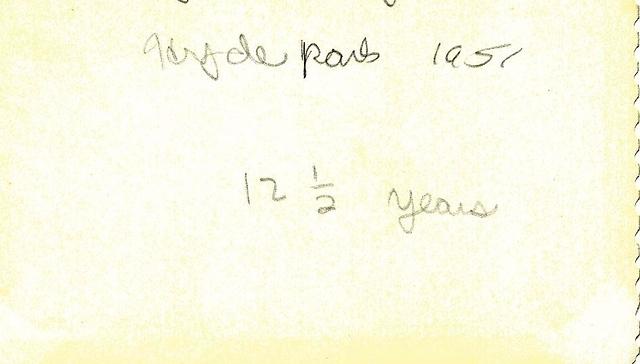 Hyde park 1951
12 1/2 years